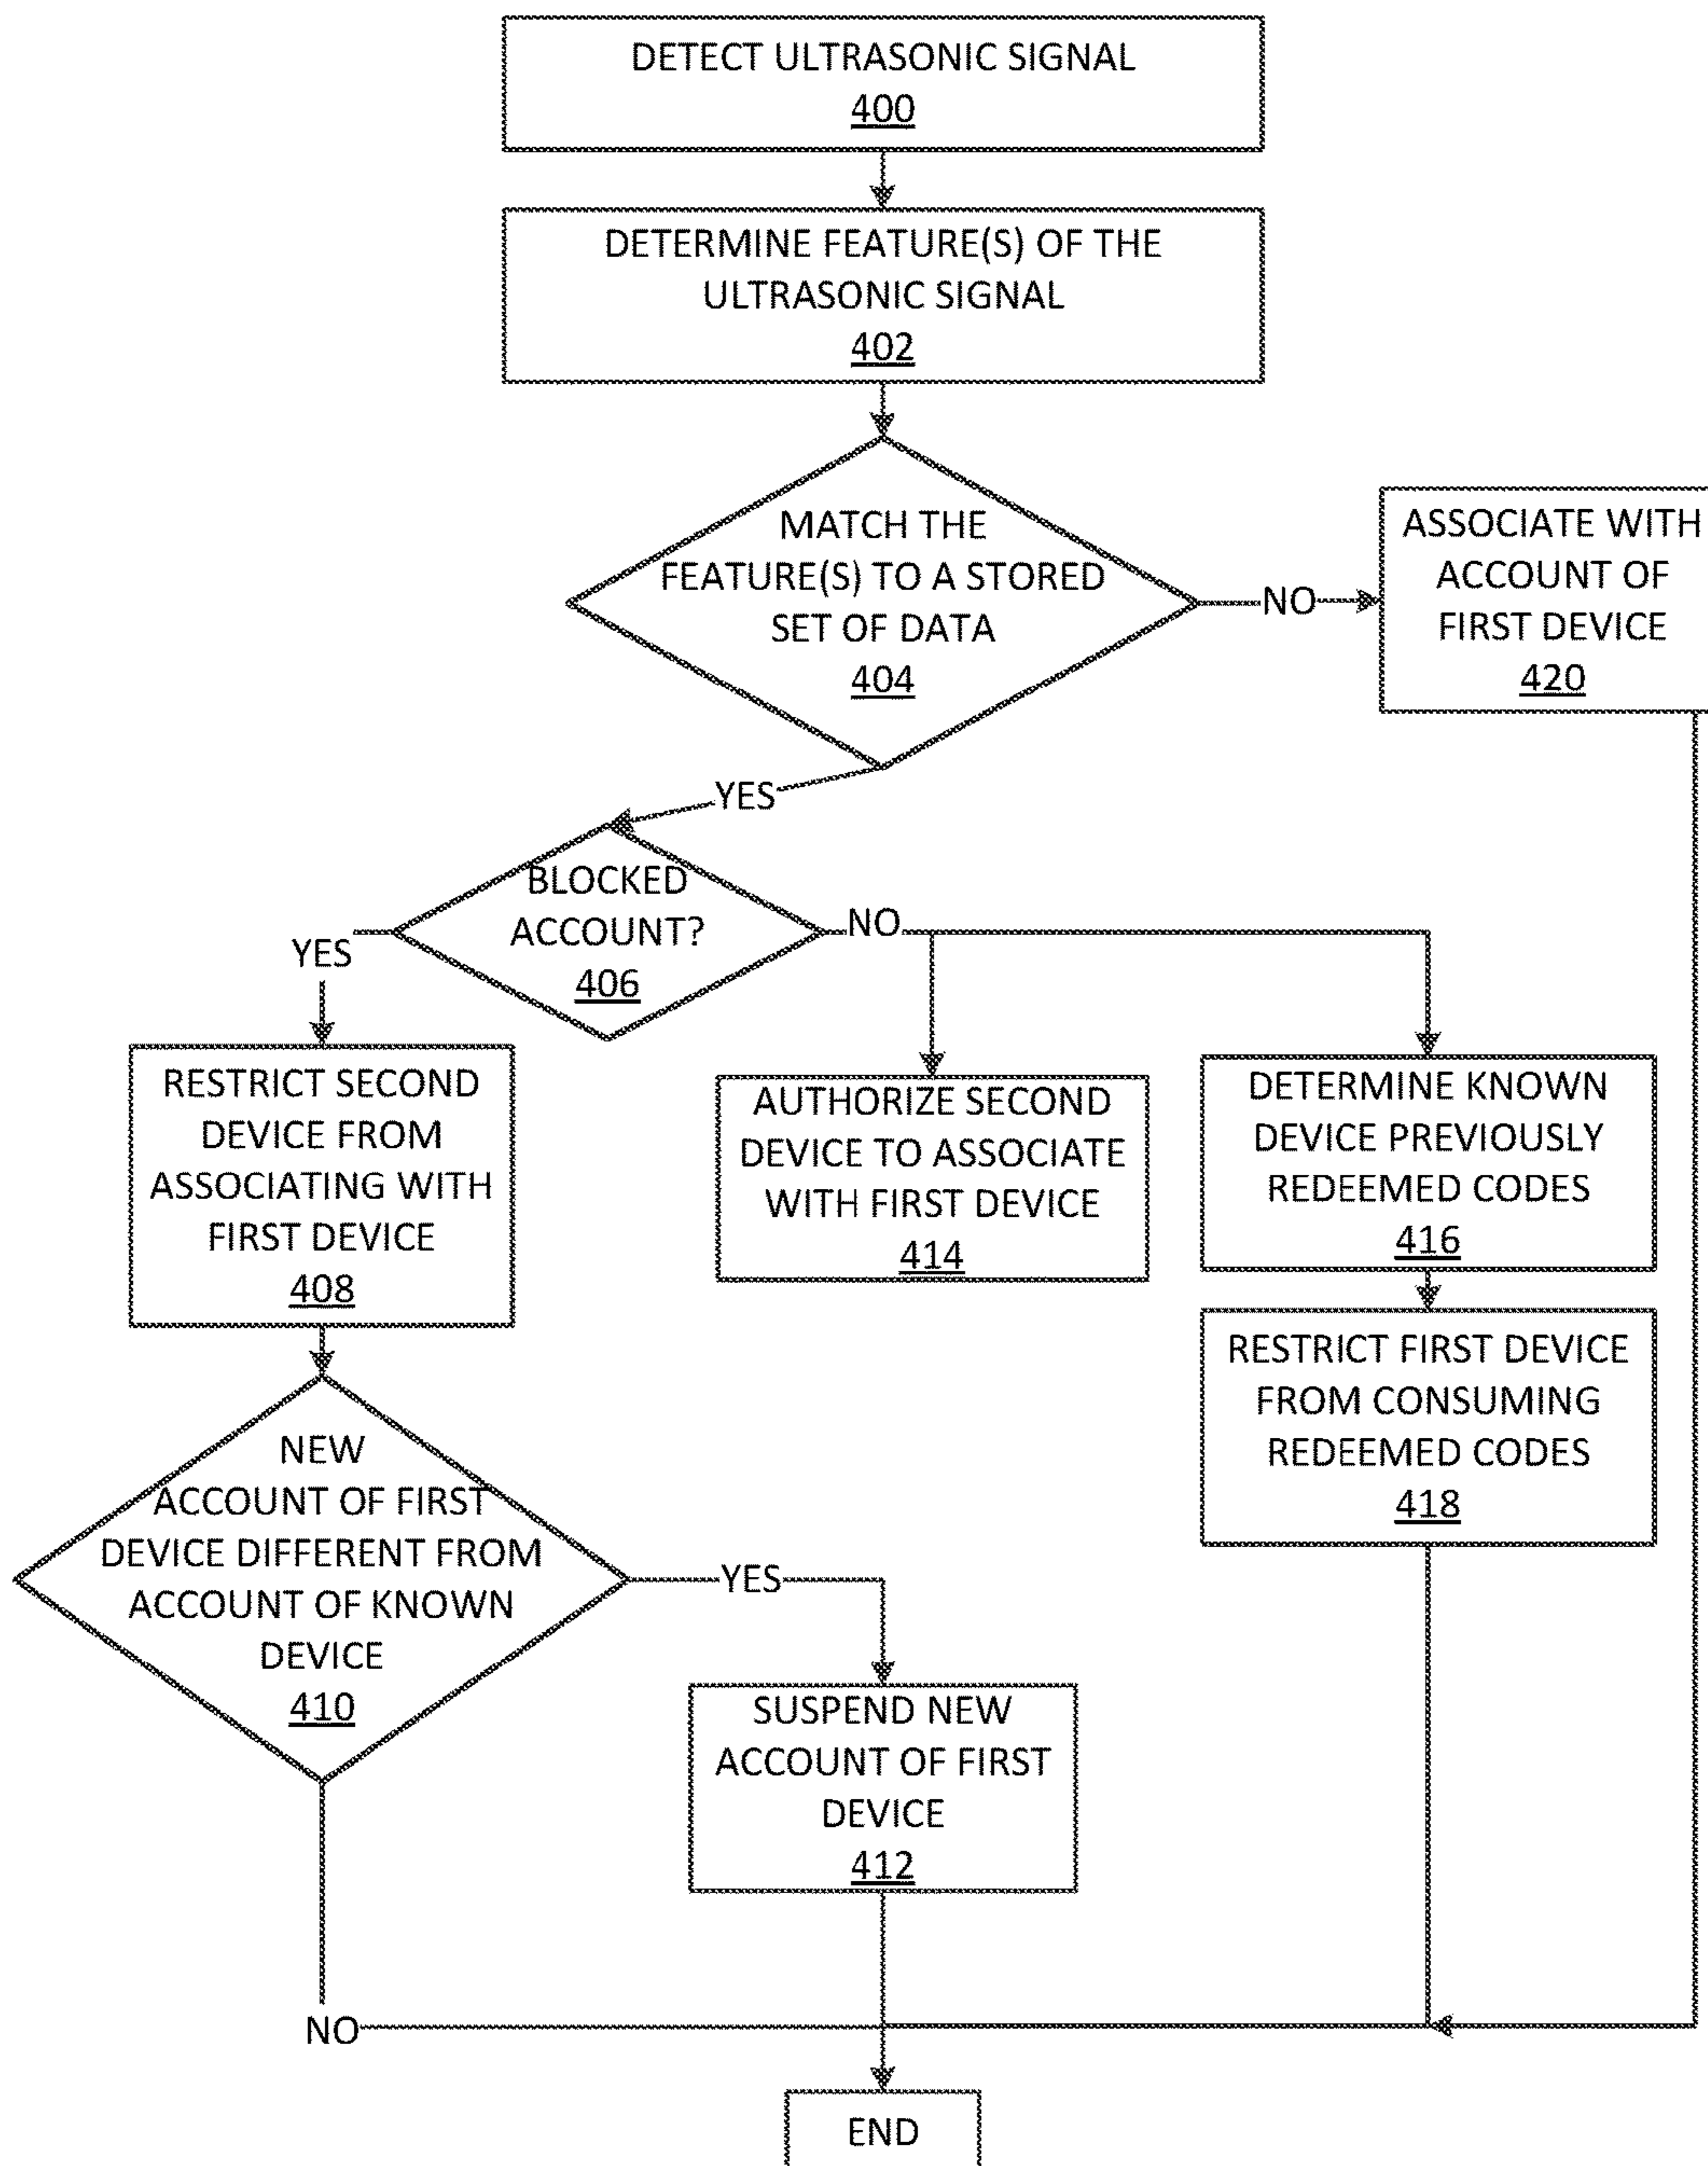 DETECT ULTRASONIC SIGNAL
400
DETERMINE FEATURE(S) OF THE
ULTRASONIC SIGNAL
402
MATCH THE
FEATURE(S) TO A STORED
SET OF DATA
404
NO
ASSOCIATE WITH
ACCOUNT OF
FIRST DEVICE
420
YES
BLOCKED
ACCOUNT?
406
YES
NO
RESTRICT SECOND
DEVICE FROM
ASSOCIATING WITH
FIRST DEVICE
408
AUTHORIZE SECOND
DEVICE TO ASSOCIATE
WITH FIRST DEVICE
414
DETERMINE KNOWN
DEVICE PREVIOUSLY
REDEEMED CODES
416
RESTRICT FIRST DEVICE
FROM CONSUMING
REDEEMED CODES
418
NEW
ACCOUNT OF FIRST
DEVICE DIFFERENT FROM
ACCOUNT OF KNOWN
DEVICE
410
YES
SUSPEND NEW
ACCOUNT OF FIRST
DEVICE
412
NO
END